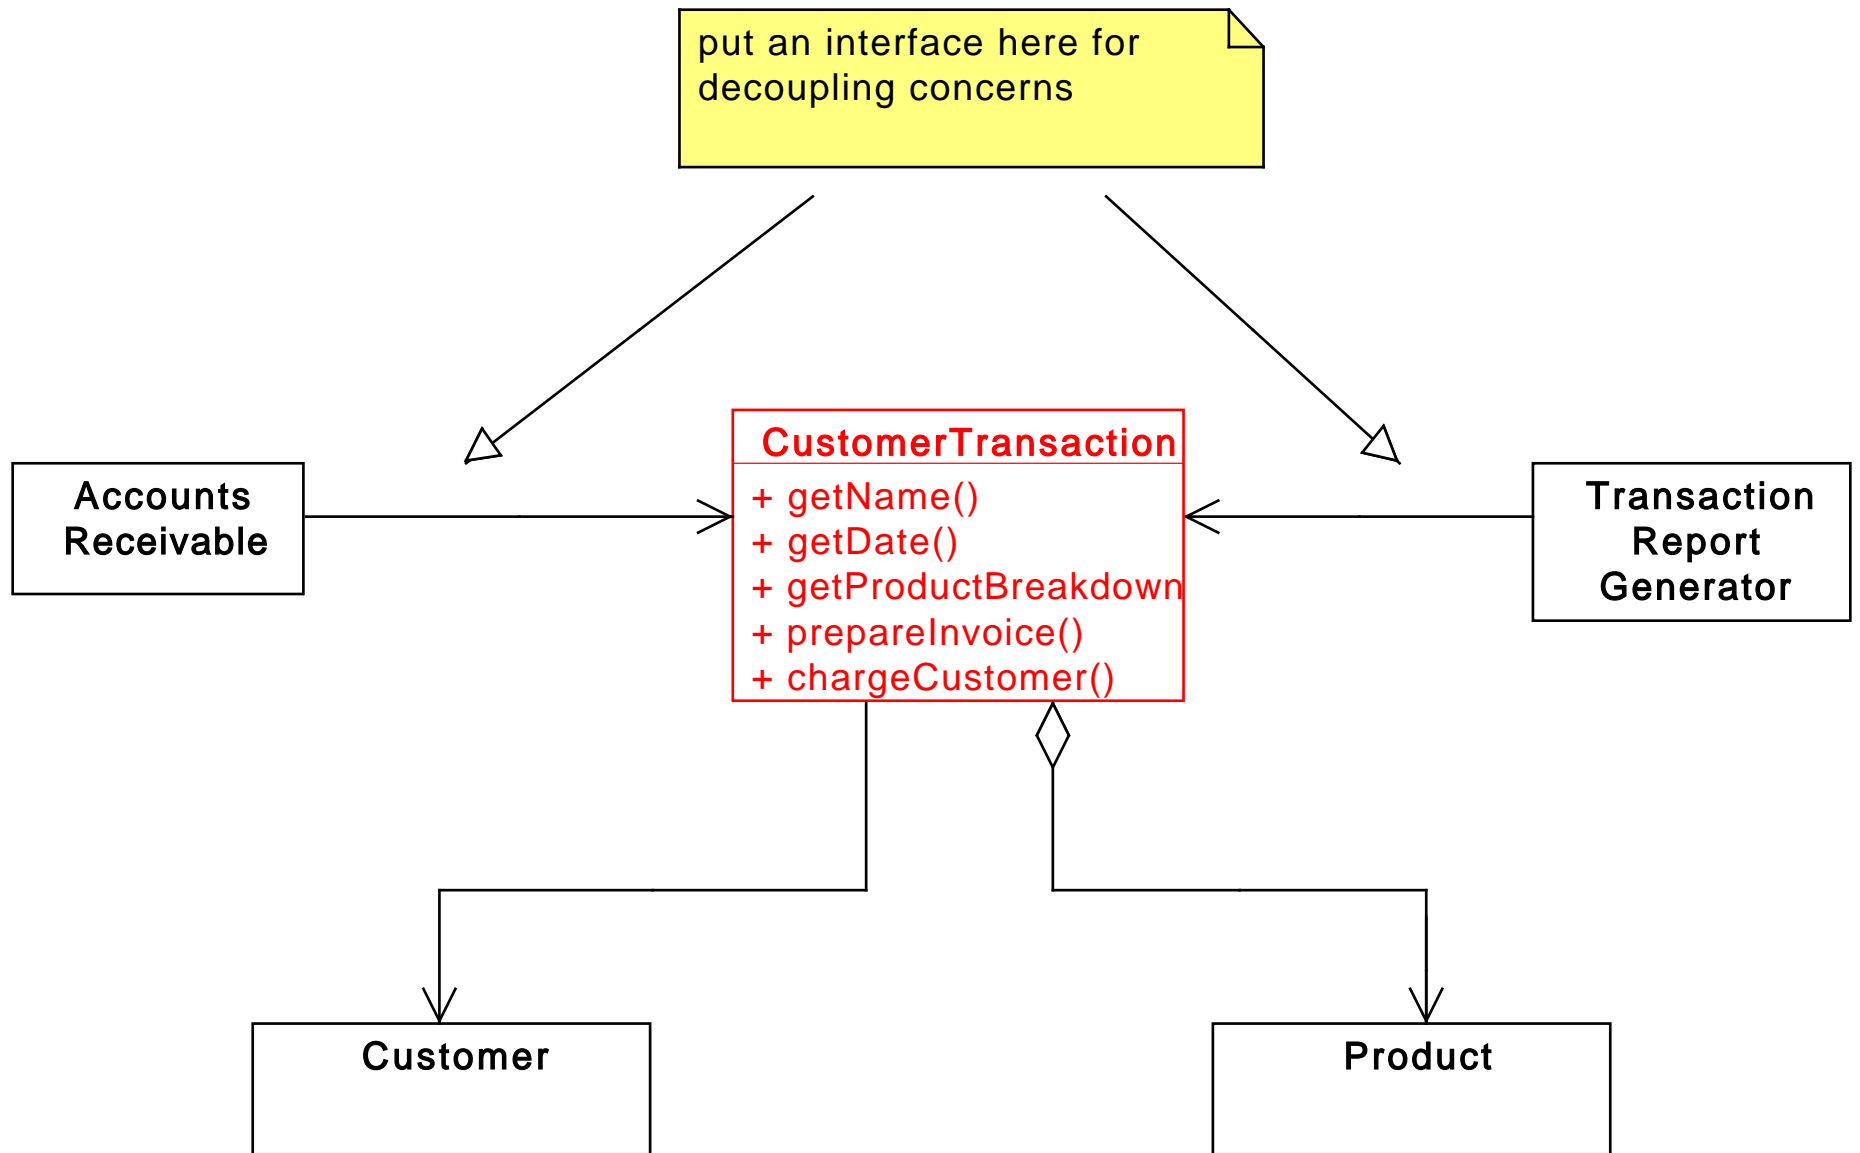 put an interface here for
decoupling concerns
CustomerTransaction
+ getName()
+ getDate()
+ getProductBreakdown
+ prepareInvoice()
+ chargeCustomer()
Accounts
Receivable
Transaction
Report
Generator
Customer
Product